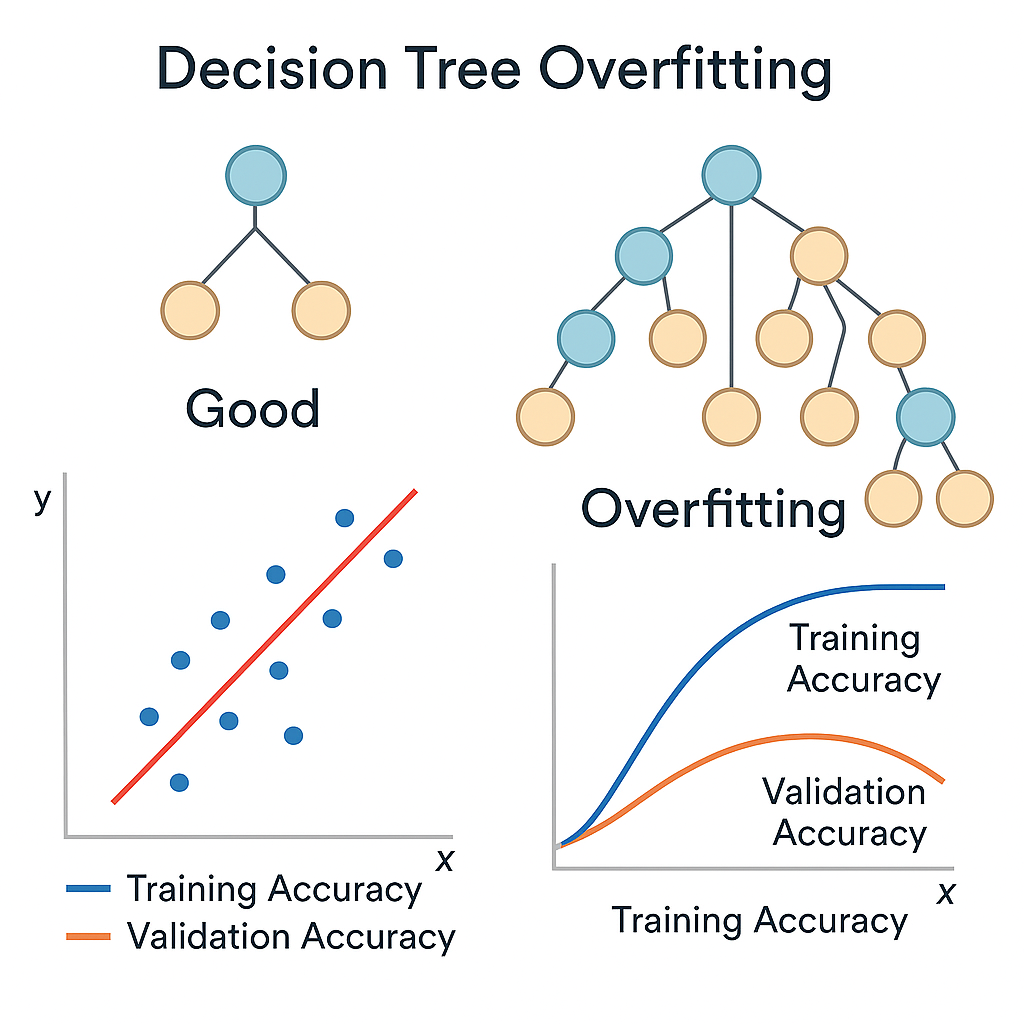 Decision Tree Overfitting
Good
Overfitting
y
x
Training Accuracy
Validation Accuracy
Training
Accuracy
Validation
Accuracy
x
Training Accuracy